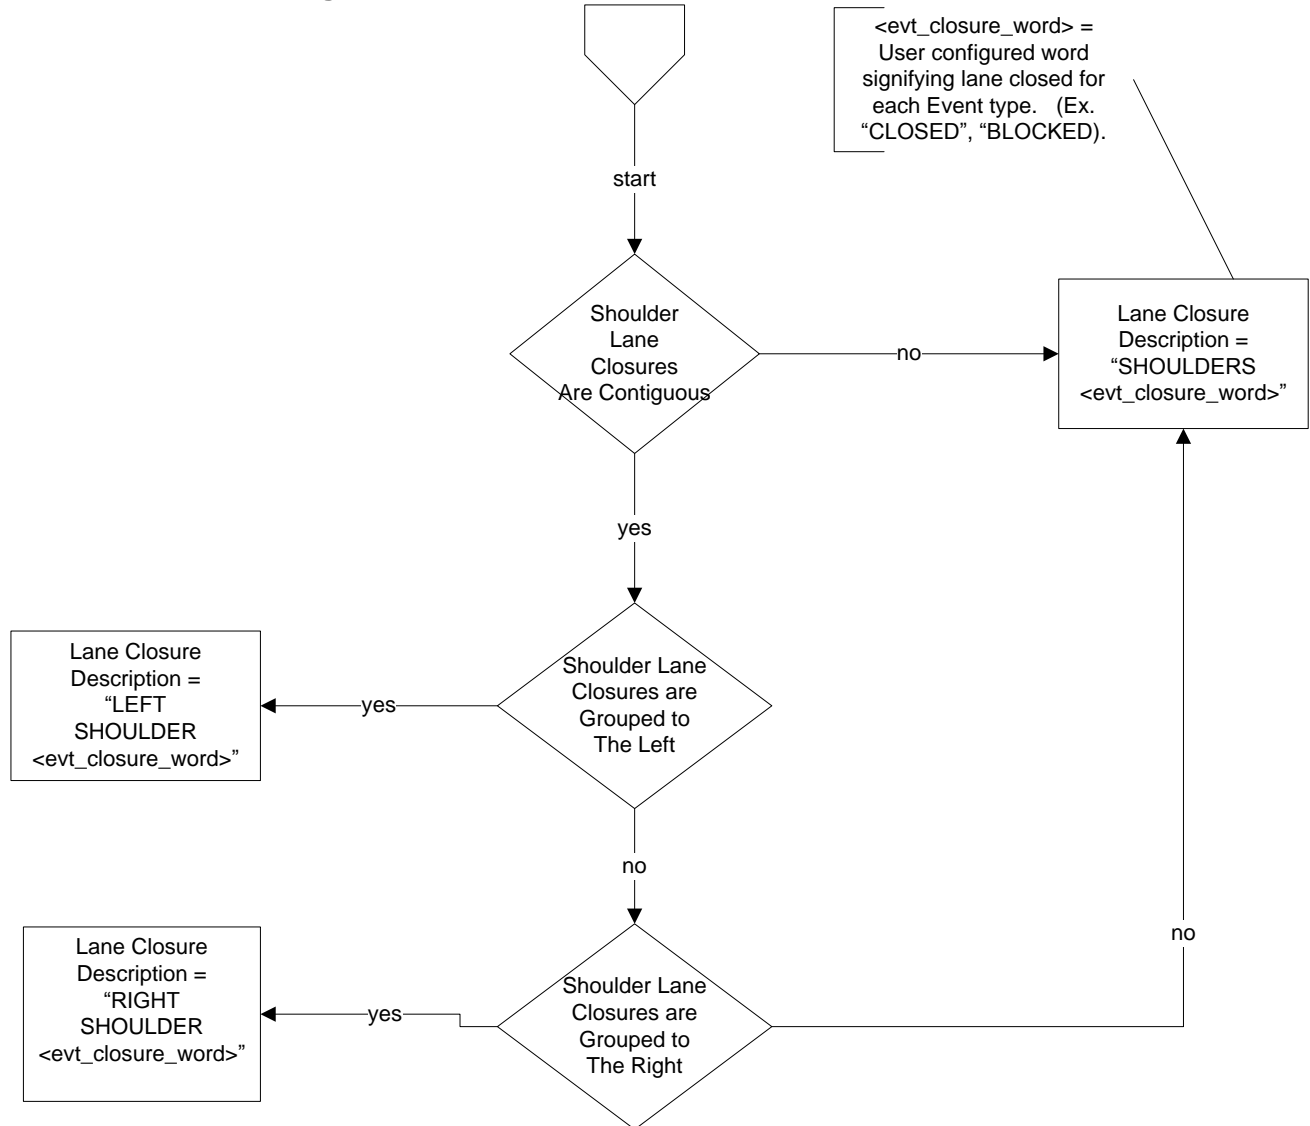 <evt_closure_word> =
User configured word
signifying lane closed for
each Event type.   (Ex.
“CLOSED”, “BLOCKED).
start
Shoulder
Lane
Closures
Are Contiguous
no
Lane Closure
Description =
“SHOULDERS
<evt_closure_word>”
yes
Shoulder Lane
Closures are
Grouped to
The Left
yes
Lane Closure
Description =
“LEFT
SHOULDER
<evt_closure_word>”
no
Shoulder Lane
Closures are
Grouped to
The Right
yes
Lane Closure
Description =
“RIGHT
SHOULDER
<evt_closure_word>”
no